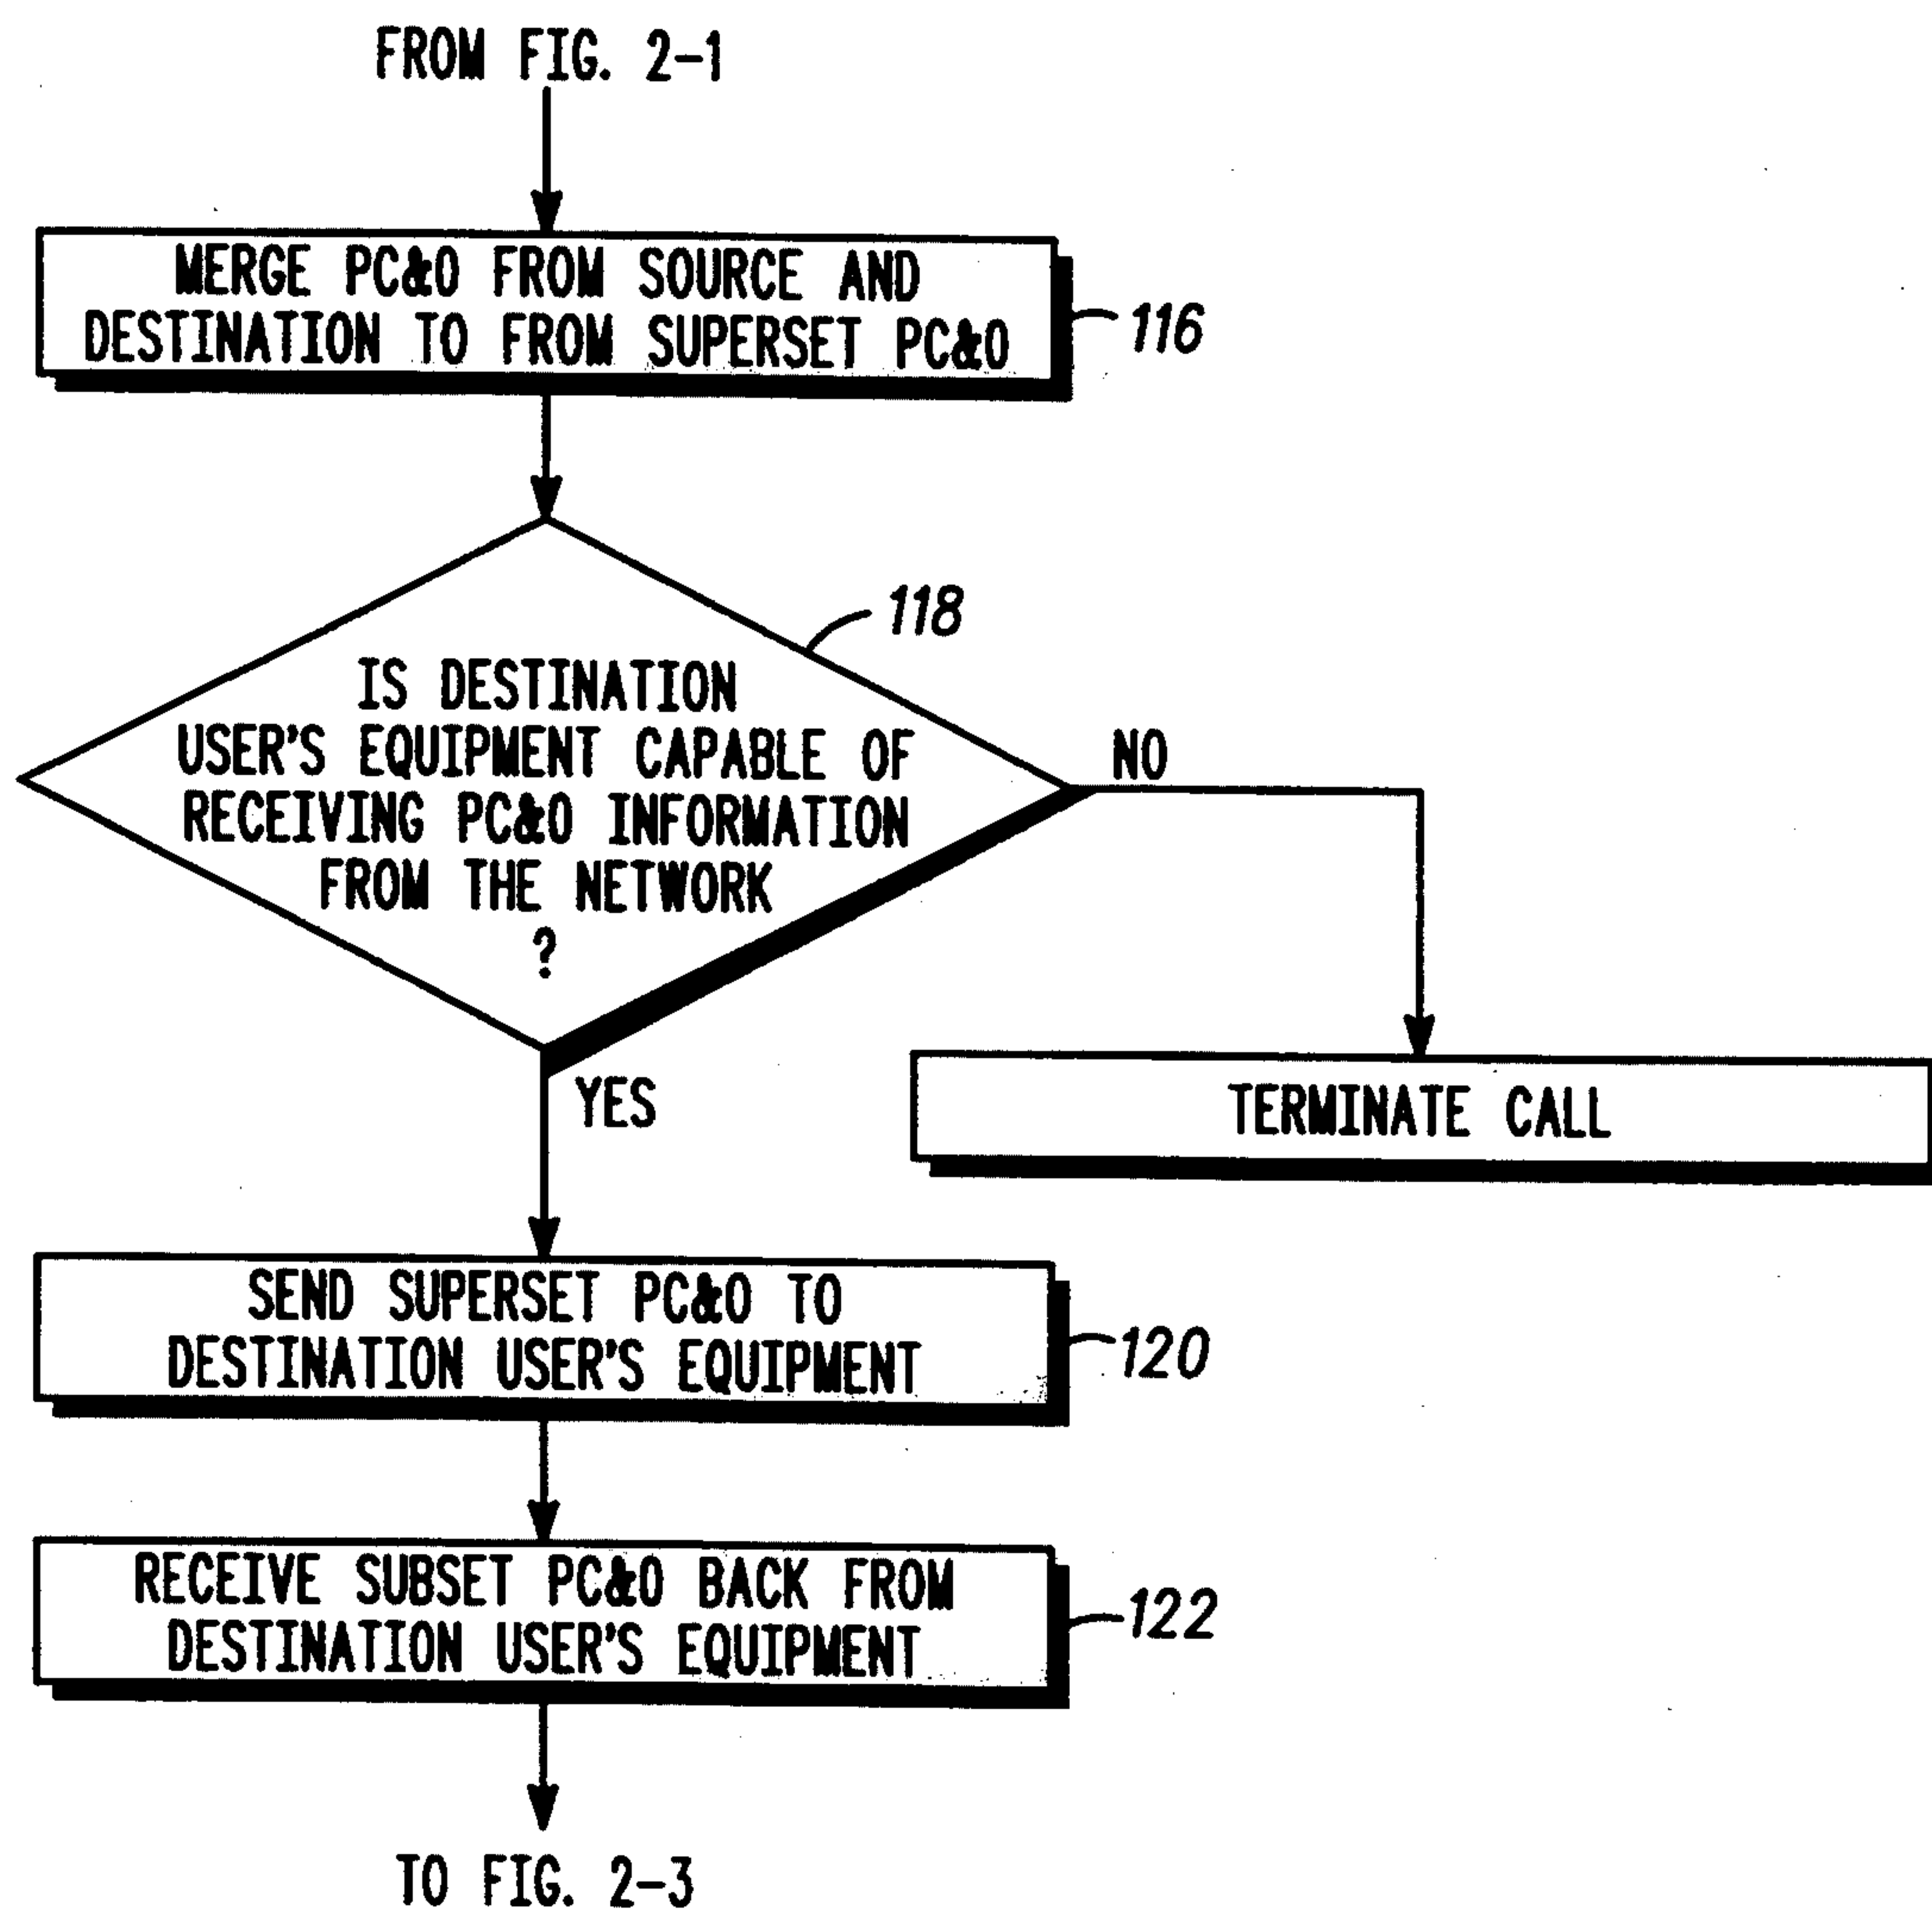 FROM FIG. 2-1
MERGE PC&O FROM SOURCE AND
DESTINATION TO FROM SUPERSET PC&O
116
118
IS DESTINATION
USER'S EQUIPMENT CAPABLE OF
RECEIVING PC&O INFORMATION
FROM THE NETWORK
?
NO
YES
TERMINATE CALL
SEND SUPERSET PC&O TO
DESTINATION USER'S EQUIPMENT
120
RECEIVE SUBSET PC&O BACK FROM
DESTINATION USER'S EQUIPMENT
122
TO FIG. 2-3